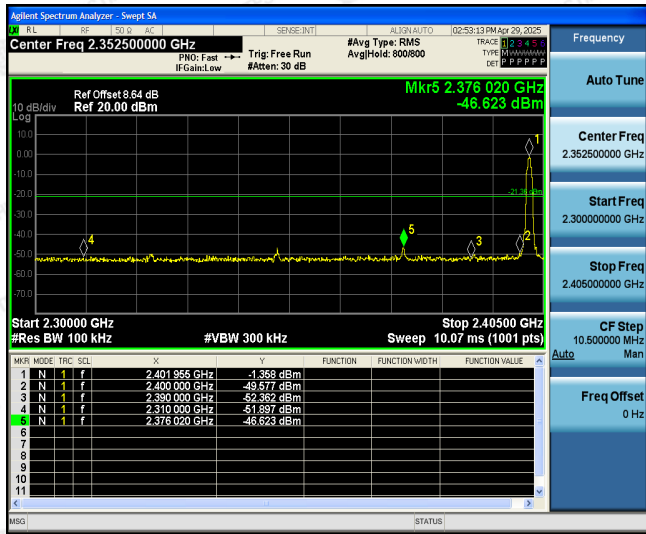 Agilent Spectrum Analyzer - Swept SA
LXI RL RF 50 Ω AC SENSE:INT ALIGN AUTO 02:53:13 PM Apr 29, 2025
Center Freq 2.352500000 GHz #Avg Type: RMS TRACE 1 2 3 4 5 6
PNO: Fast Trig: Free Run Avg|Hold: 800/800 TYPE M WWWWW
IFGain:Low #Atten: 30 dB DET P P P P P P
Mkr5 2.376 020 GHz
-46.623 dBm
Ref Offset 8.64 dB
10 dB/div Ref 20.00 dBm
Log
10.0
0.00
-10.0
-20.0
-30.0
-40.0
-50.0
-60.0
-70.0
1
-21.36 dBm
5
4
3
2
Start 2.30000 GHz Stop 2.40500 GHz
#Res BW 100 kHz #VBW 300 kHz Sweep 10.07 ms (1001 pts)
MKR MODE TRC SCL X Y FUNCTION FUNCTION WIDTH FUNCTION VALUE
1 N 1 f 2.401 955 GHz -1.358 dBm
2 N 1 f 2.400 000 GHz -49.577 dBm
3 N 1 f 2.390 000 GHz -52.362 dBm
4 N 1 f 2.310 000 GHz -51.897 dBm
5 N 1 f 2.376 020 GHz -46.623 dBm
6
7
8
9
10
11
MSG STATUS
Frequency
Auto Tune
Center Freq
2.352500000 GHz
Start Freq
2.300000000 GHz
Stop Freq
2.405000000 GHz
CF Step
10.500000 MHz
Auto Man
Freq Offset
0 Hz